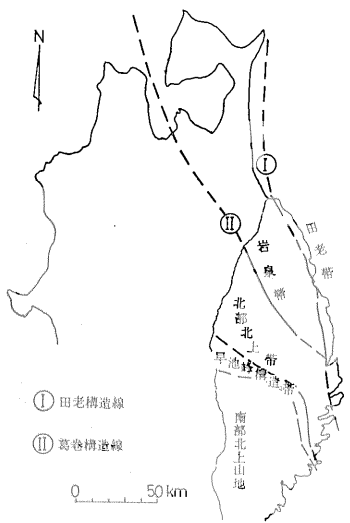 N
Ⅰ
Ⅱ
田老帯
岩泉帯
北部北上帯
早池峰構造帯
南部北上山地
Ⅰ 田老構造線
Ⅱ 葛巻構造線
0 50 km